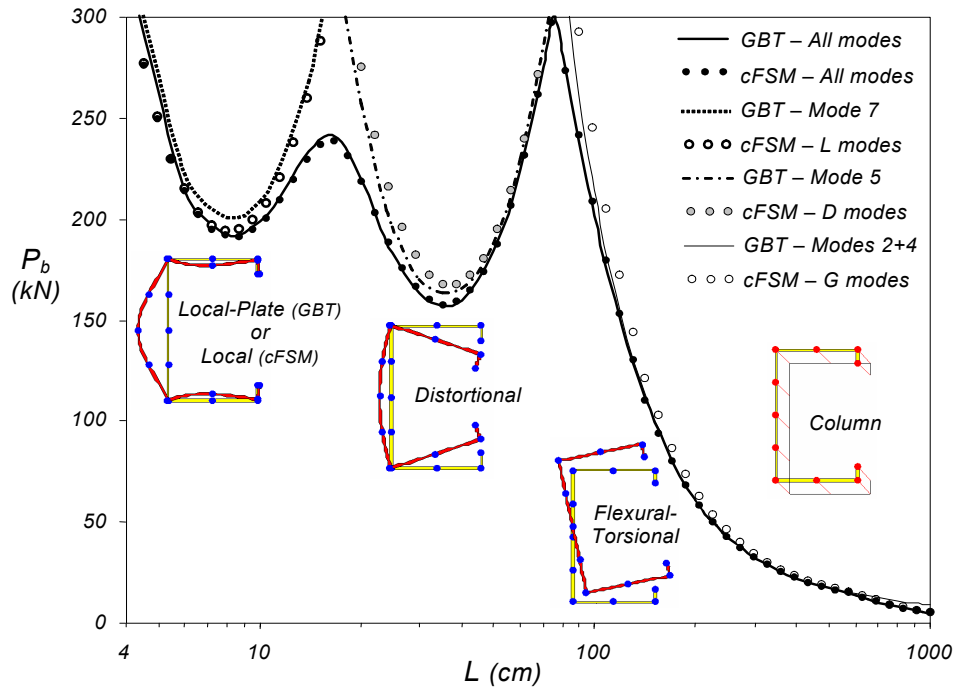 300
250
200
150
100
50
0
P_b
(kN)
GBT – All modes
cFSM – All modes
GBT – Mode 7
cFSM – L modes
GBT – Mode 5
cFSM – D modes
GBT – Modes 2+4
cFSM – G modes
Local-Plate (GBT)
or
Local (cFSM)
Distortional
Flexural-
Torsional
Column
4 10 100 1000
L (cm)